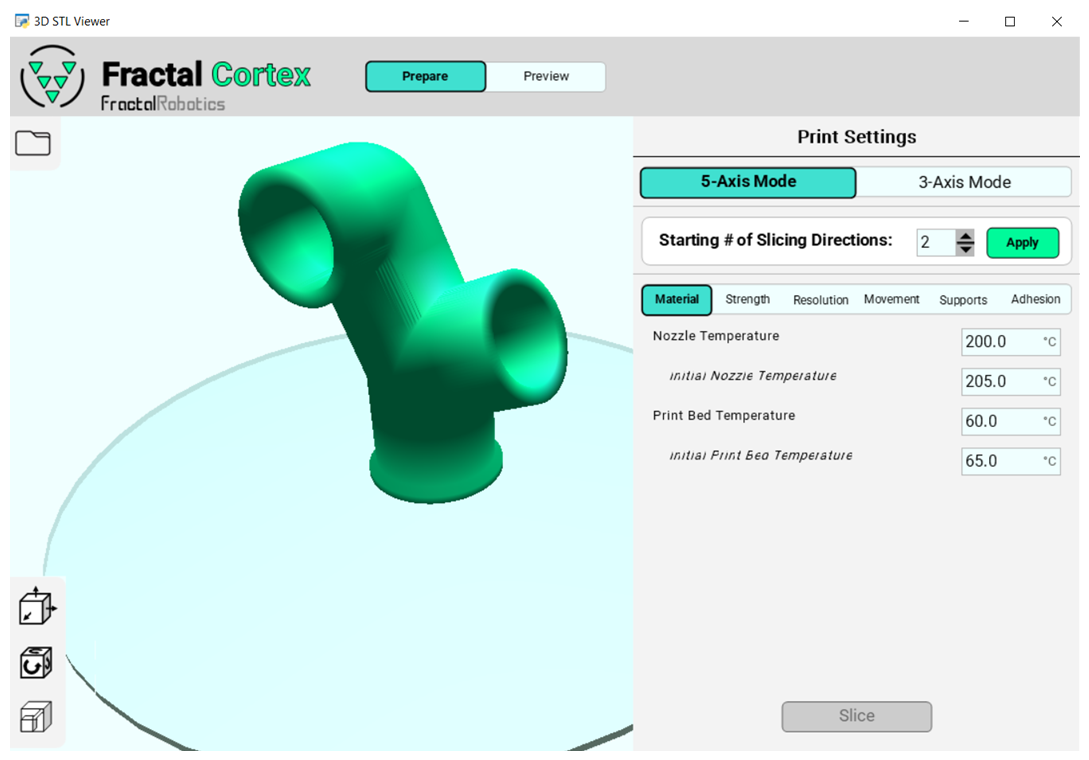 3D STL Viewer
Fractal Cortex
FractalRobotics
Prepare
Preview
Print Settings
5-Axis Mode
3-Axis Mode
Starting # of Slicing Directions:
2
Apply
Material
Strength
Resolution
Movement
Supports
Adhesion
Nozzle Temperature
200.0 °C
Initial Nozzle Temperature
205.0 °C
Print Bed Temperature
60.0 °C
Initial Print Bed Temperature
65.0 °C
Slice